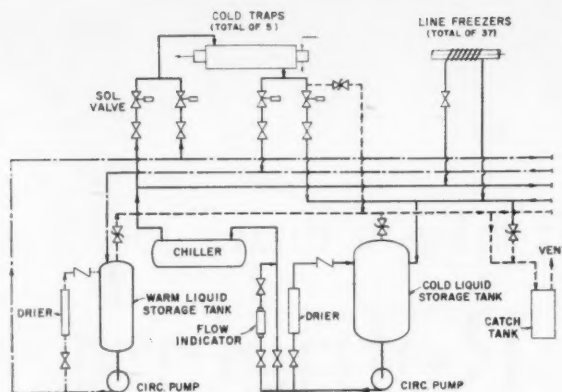 COLD TRAPS
(TOTAL OF 5)
LINE FREEZERS
(TOTAL OF 37)
SOL.
VALVE
CHILLER
WARM LIQUID
STORAGE TANK
DRIER
FLOW
INDICATOR
DRIER
COLD LIQUID
STORAGE TANK
VEN
CATCH
TANK
CIRC. PUMP
CIRC. PUMP